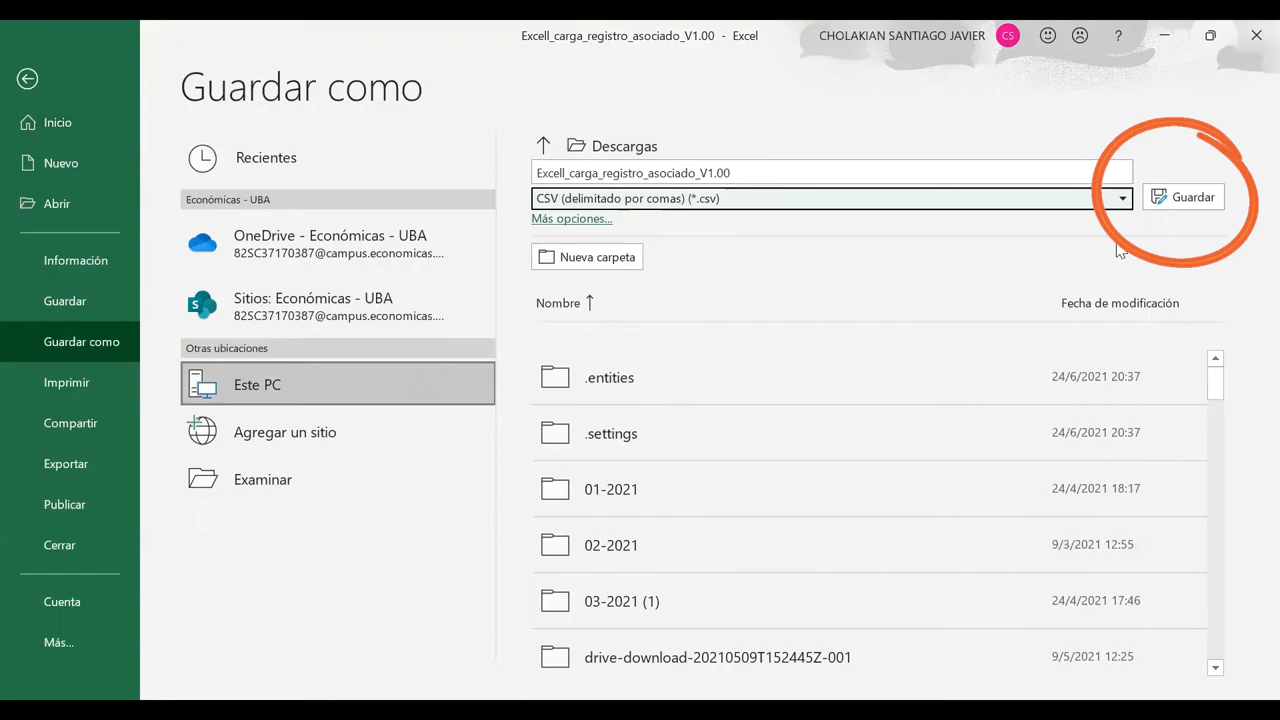 Excell_carga_registro_asociado_V1.00 - Excel
CHOLAKIAN SANTIAGO JAVIER
CS
?
Guardar como
Inicio
Nuevo
Abrir
Información
Guardar
Guardar como
Imprimir
Compartir
Exportar
Publicar
Cerrar
Cuenta
Más...
Recientes
Económicas - UBA
OneDrive - Económicas - UBA
82SC37170387@campus.economicas....
Sitios: Económicas - UBA
82SC37170387@campus.economicas....
Otras ubicaciones
Este PC
Agregar un sitio
Examinar
Descargas
Excell_carga_registro_asociado_V1.00
CSV (delimitado por comas) (*.csv)
Guardar
Más opciones...
Nueva carpeta
Nombre Fecha de modificación
.entities 24/6/2021 20:37
.settings 24/6/2021 20:37
01-2021 24/4/2021 18:17
02-2021 9/3/2021 12:55
03-2021 (1) 24/4/2021 17:46
drive-download-20210509T152445Z-001 9/5/2021 12:25